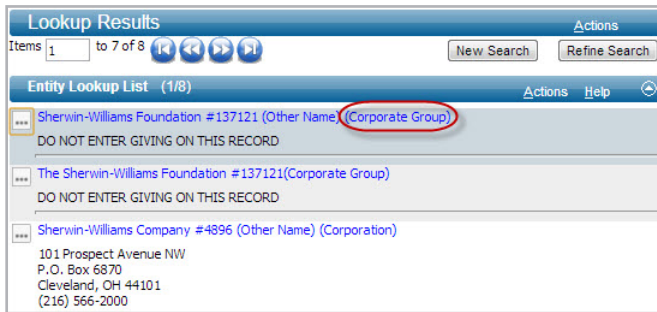 Lookup Results Actions
Items 1 to 7 of 8 New Search Refine Search
Entity Lookup List (1/8) Actions Help
... Sherwin-Williams Foundation #137121 (Other Name) (Corporate Group)
DO NOT ENTER GIVING ON THIS RECORD
... The Sherwin-Williams Foundation #137121(Corporate Group)
DO NOT ENTER GIVING ON THIS RECORD
... Sherwin-Williams Company #4896 (Other Name) (Corporation)
101 Prospect Avenue NW
P.O. Box 6870
Cleveland, OH 44101
(216) 566-2000